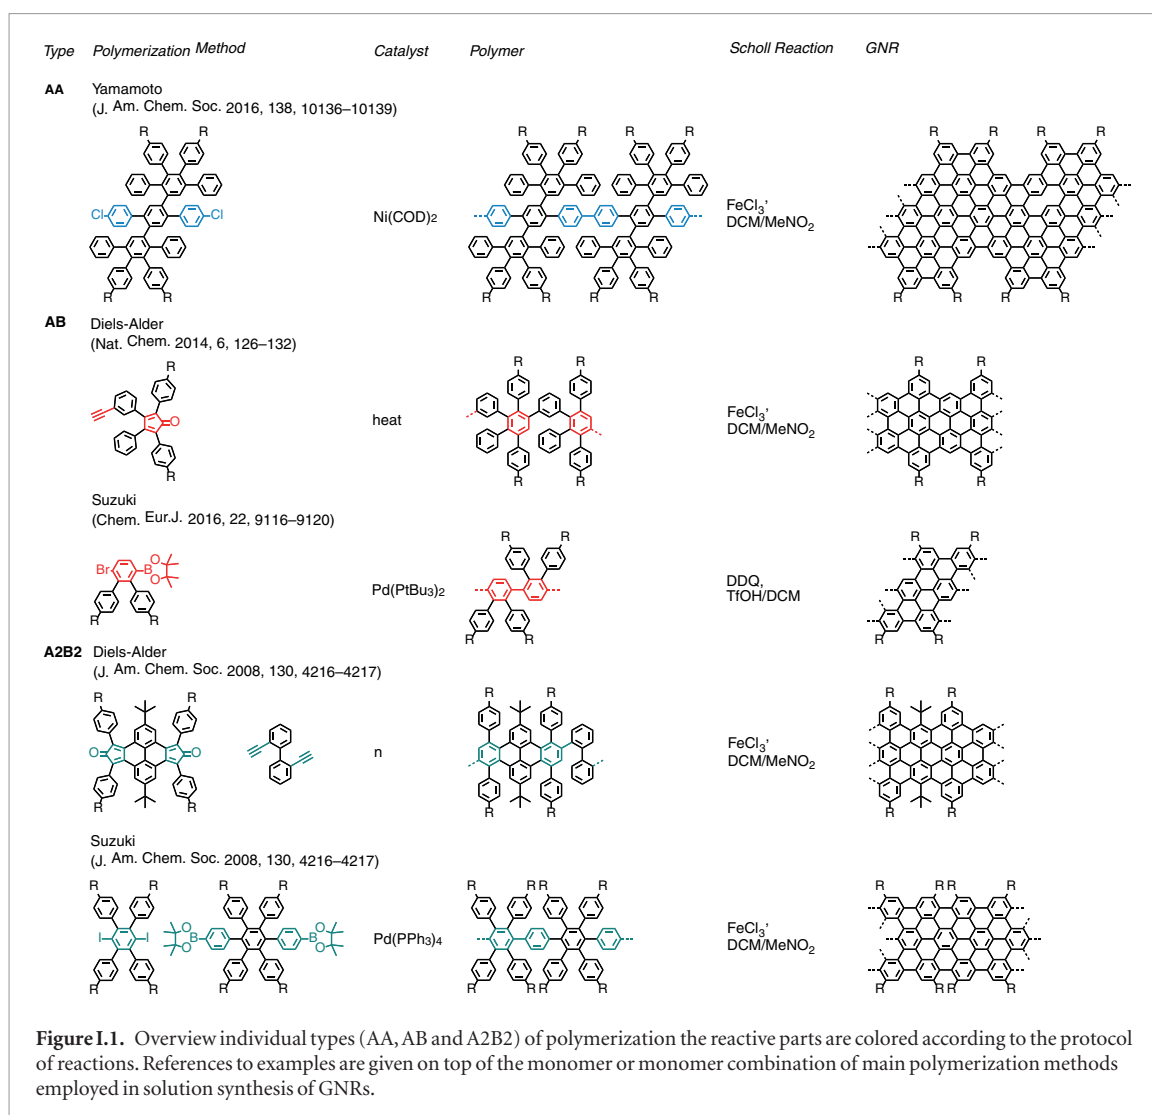 Type Polymerization Method Catalyst Polymer Scholl Reaction GNR
AA Yamamoto
(J. Am. Chem. Soc. 2016, 138, 10136–10139)
R R R R R R R R R R
Cl Cl Ni(COD)2 FeCl3,
DCM/MeNO2
R R R R R R R R R R
AB Diels-Alder
(Nat. Chem. 2014, 6, 126–132)
R R R R R
O heat FeCl3,
DCM/MeNO2
R R R R R
Suzuki
(Chem. Eur.J. 2016, 22, 9116–9120)
R R R R
Br B O O Pd(PtBu3)2 DDQ,
TfOH/DCM
R R R R R R
A2B2 Diels-Alder
(J. Am. Chem. Soc. 2008, 130, 4216–4217)
R R R R R R
O O n FeCl3,
DCM/MeNO2
R R R R R R
Suzuki
(J. Am. Chem. Soc. 2008, 130, 4216–4217)
R R R R R R R R R R R R
I I O B O O B O Pd(PPh3)4 FeCl3,
DCM/MeNO2
R R R R R R R R R R R R
Figure I.1. Overview individual types (AA, AB and A2B2) of polymerization the reactive parts are colored according to the protocol
of reactions. References to examples are given on top of the monomer or monomer combination of main polymerization methods
employed in solution synthesis of GNRs.